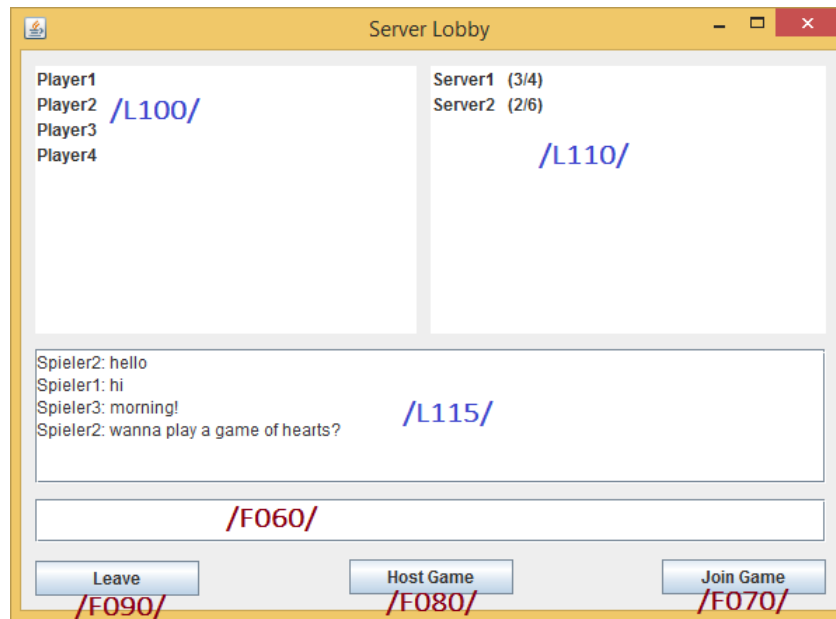 Server Lobby
Player1
Player2 /L100/
Player3
Player4
Server1 (3/4)
Server2 (2/6)
/L110/
Spieler2: hello
Spieler1: hi
Spieler3: morning!
/L115/
Spieler2: wanna play a game of hearts?
/F060/
Leave
/F090/
Host Game
/F080/
Join Game
/F070/